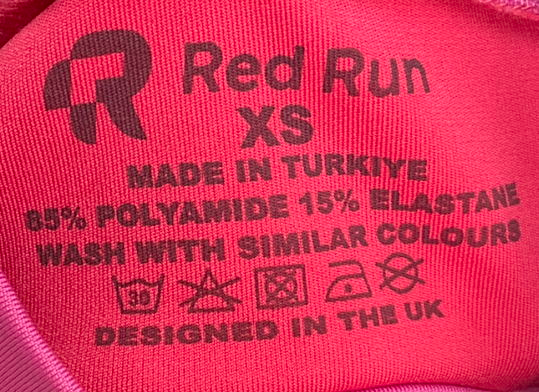 Red Run
XS
MADE IN TURKIYE
85% POLYAMIDE 15% ELASTANE
WASH WITH SIMILAR COLOURS
30
DESIGNED IN THE UK